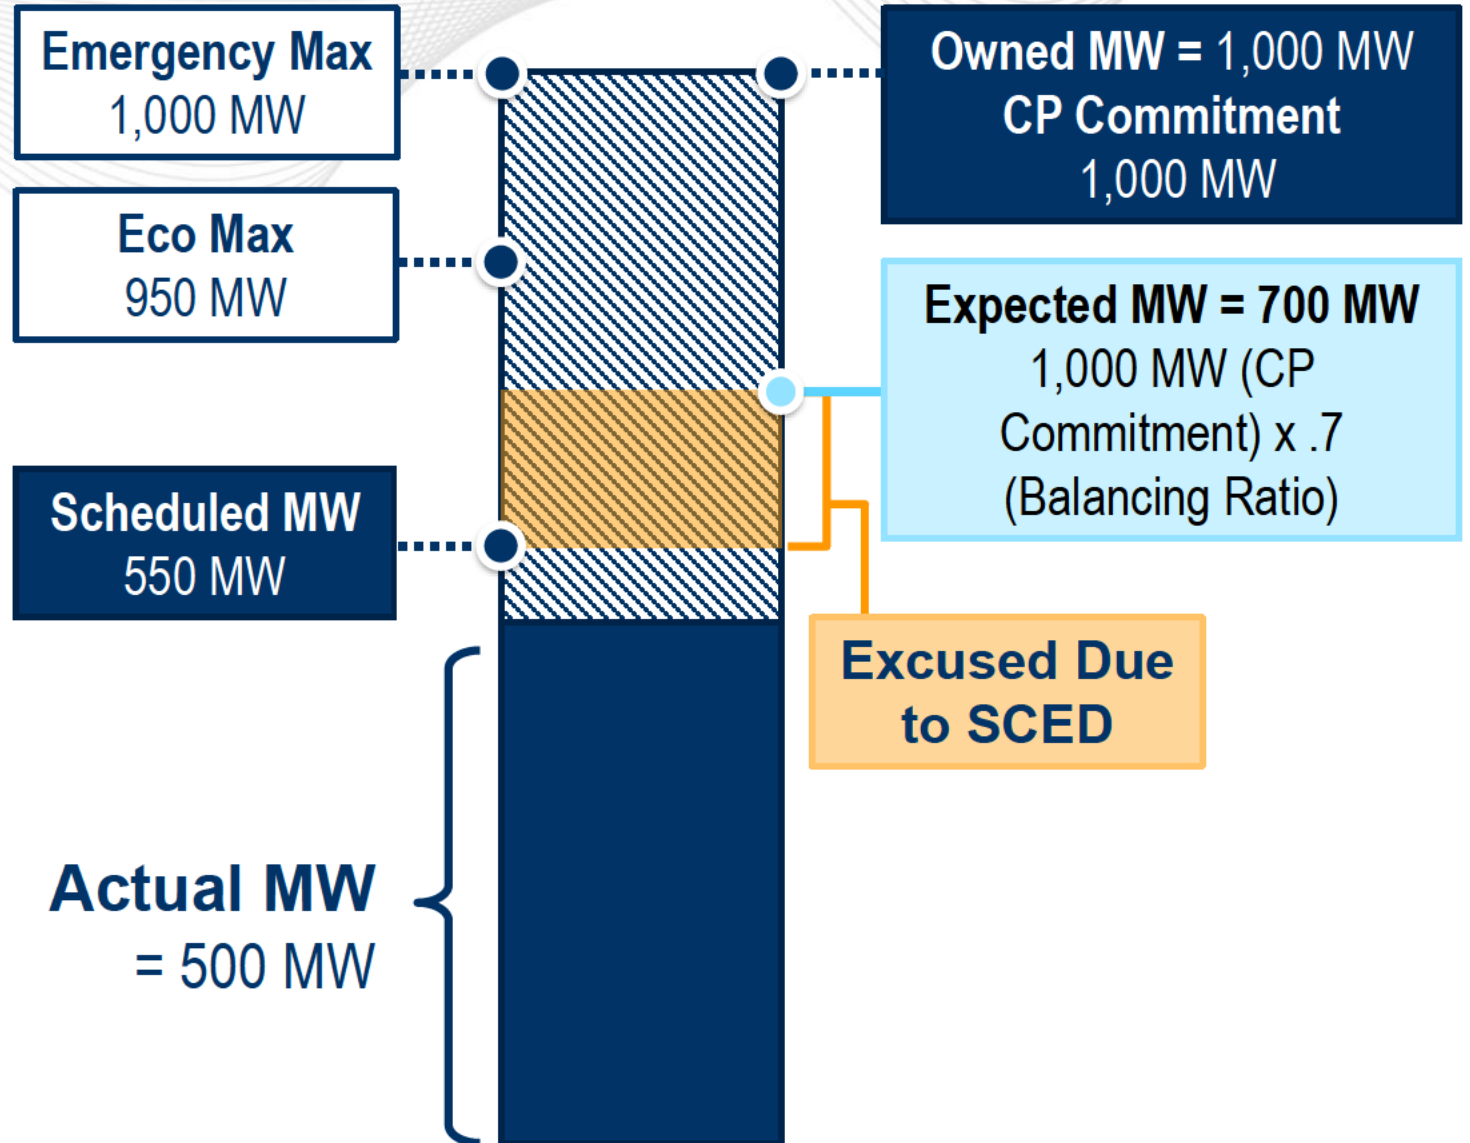 Emergency Max
1,000 MW
Owned MW = 1,000 MW
CP Commitment
1,000 MW
Eco Max
950 MW
Expected MW = 700 MW
1,000 MW (CP
Commitment) x .7
(Balancing Ratio)
Scheduled MW
550 MW
Excused Due
to SCED
Actual MW
= 500 MW